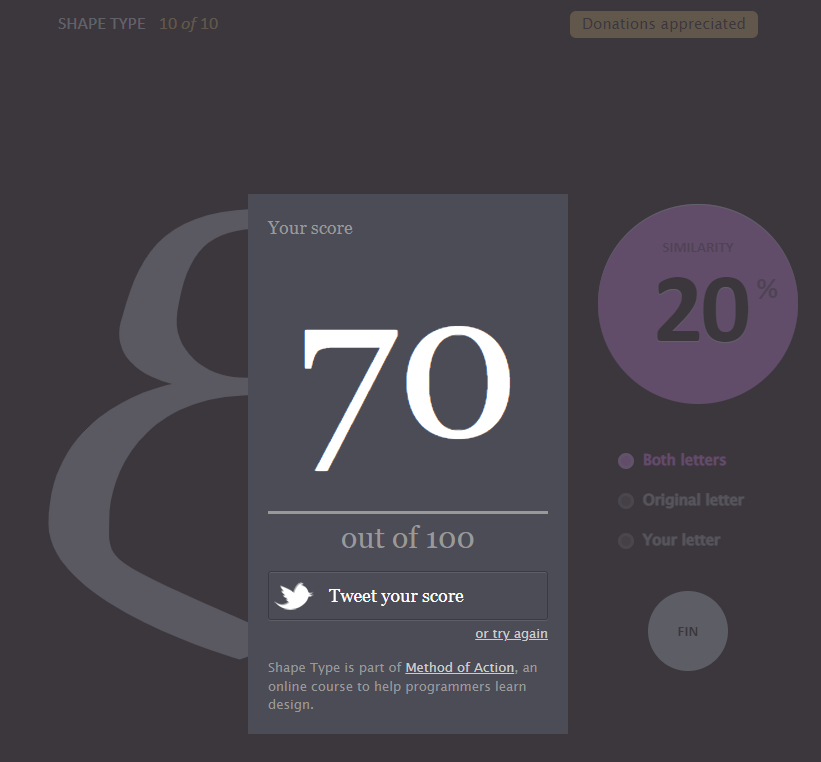 SHAPE TYPE 10 of 10
Donations appreciated
Your score
70
out of 100
Tweet your score
or try again
Shape Type is part of Method of Action, an
online course to help programmers learn
design.
SIMILARITY
20%
Both letters
Original letter
Your letter
FIN